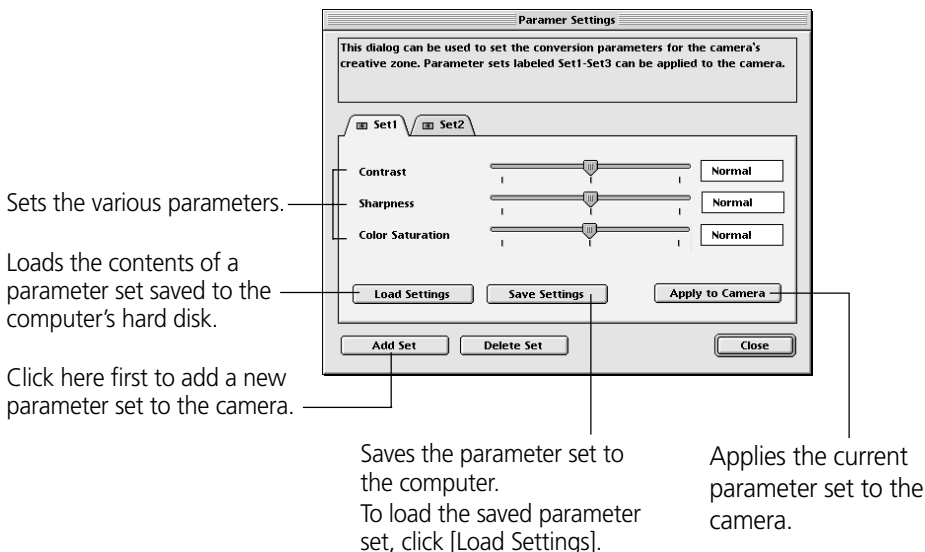 Paramer Settings
This dialog can be used to set the conversion parameters for the camera's
creative zone. Parameter sets labeled Set1-Set3 can be applied to the camera.
Set1
Set2
Contrast
Normal
Sharpness
Normal
Color Saturation
Normal
Load Settings
Save Settings
Apply to Camera
Add Set
Delete Set
Close
Sets the various parameters.
Loads the contents of a
parameter set saved to the
computer’s hard disk.
Click here first to add a new
parameter set to the camera.
Saves the parameter set to
the computer.
To load the saved parameter
set, click [Load Settings].
Applies the current
parameter set to the
camera.